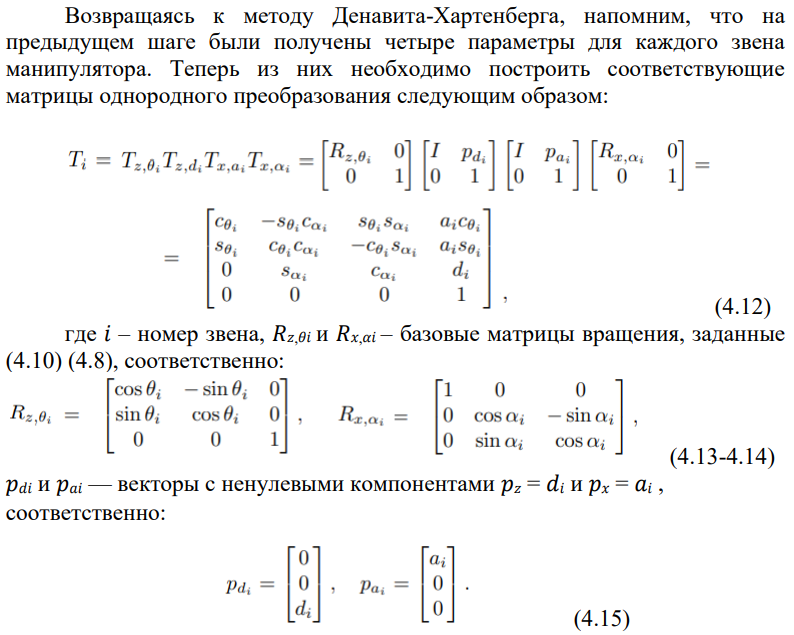 Возвращаясь к методу Денавита-Хартенберга, напомним, что на
предыдущем шаге были получены четыре параметры для каждого звена
манипулятора. Теперь из них необходимо построить соответствующие
матрицы однородного преобразования следующим образом:
T_i = T_{z,θ_i} T_{z,d_i} T_{x,a_i} T_{x,α_i} = [R_{z,θ_i} 0; 0 1] [I p_{d_i}; 0 1] [I p_{a_i}; 0 1] [R_{x,α_i} 0; 0 1] =
= [c_{θ_i} −s_{θ_i}c_{α_i} s_{θ_i}s_{α_i} a_i c_{θ_i}; s_{θ_i} c_{θ_i}c_{α_i} −c_{θ_i}s_{α_i} a_i s_{θ_i}; 0 s_{α_i} c_{α_i} d_i; 0 0 0 1] ,
(4.12)
где i – номер звена, R_{z,θi} и R_{x,αi} – базовые матрицы вращения, заданные
(4.10) (4.8), соответственно:
R_{z,θ_i} = [cos θ_i − sin θ_i 0; sin θ_i cos θ_i 0; 0 0 1] , R_{x,α_i} = [1 0 0; 0 cos α_i − sin α_i; 0 sin α_i cos α_i] ,
(4.13-4.14)
p_{di} и p_{ai} — векторы с ненулевыми компонентами p_z = d_i и p_x = a_i ,
соответственно:
p_{d_i} = [0; 0; d_i] , p_{a_i} = [a_i; 0; 0] .
(4.15)